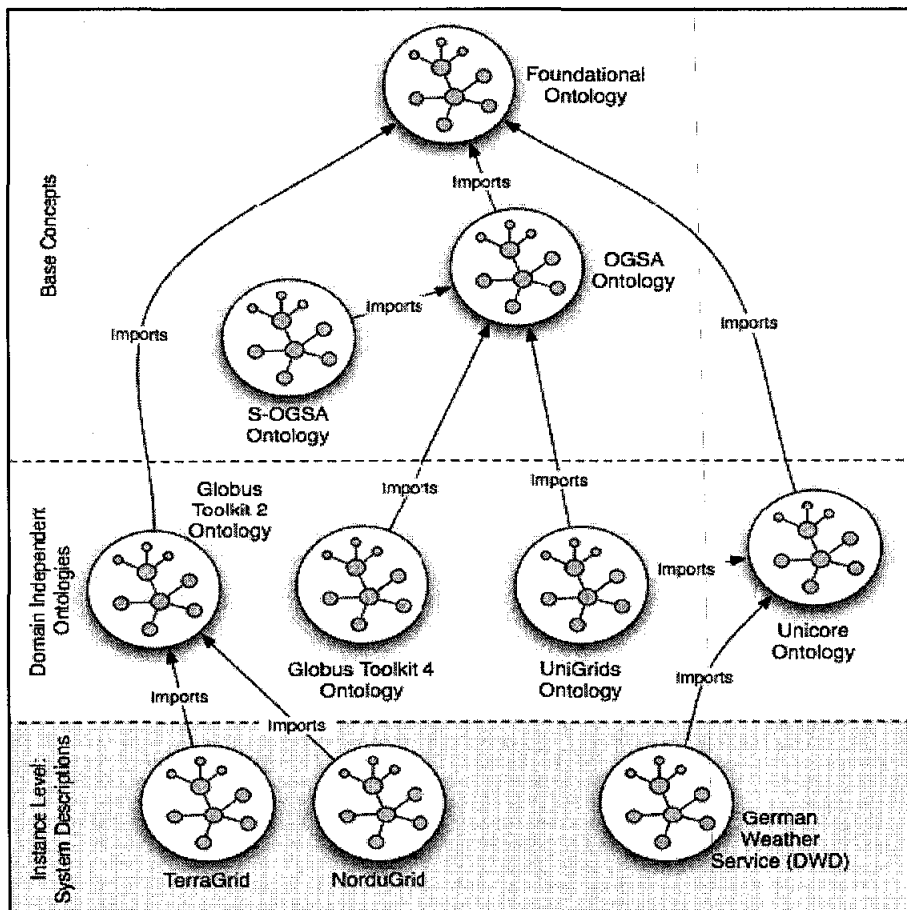 Foundational
Ontology
Imports
OGSA
Ontology
Base Concepts
Imports
Imports
Imports
S-OGSA
Ontology
Imports
Imports
Globus
Toolkit 2
Ontology
Domain Independent
Ontologies
Imports
Globus Toolkit 4
Ontology
UniGrids
Ontology
Unicore
Ontology
Imports
Imports
Imports
Instance Level:
System Descriptions
TerraGrid
NorduGrid
German
Weather
Service (DWD)